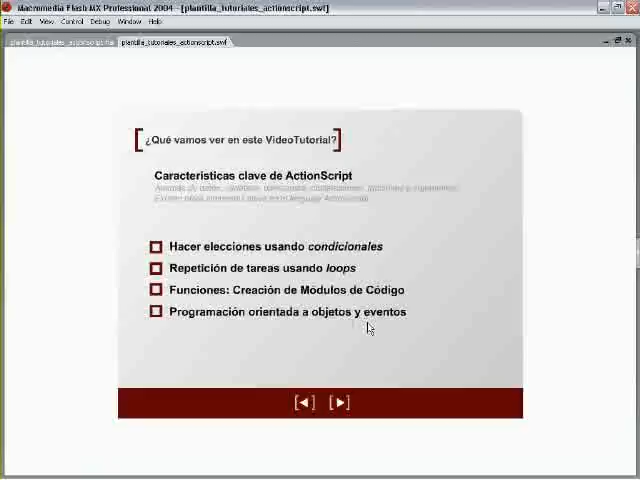 Macromedia Flash MX Professional 2004 - [plantilla_tutoriales_actionscript.swf]
File Edit View Control Debug Window Help
plantilla_tutoriales_actionscript.fla plantilla_tutoriales_actionscript.swf
¿Qué vamos ver en este VideoTutorial?
Caracteristicas clave de ActionScript
Hacer elecciones usando condicionales
Repetición de tareas usando loops
Funciones: Creación de Módulos de Código
Programación orientada a objetos y eventos